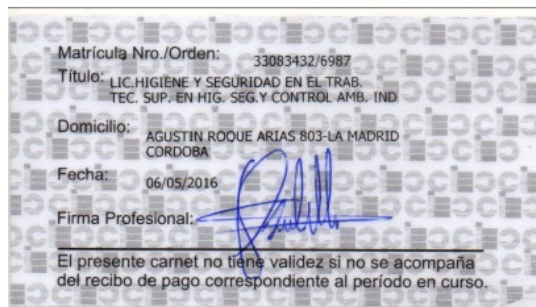 Matrícula Nro./Orden: 33083432/6987
Título: LIC.HIGIENE Y SEGURIDAD EN EL TRAB.
TEC. SUP. EN HIG. SEG.Y CONTROL AMB. IND
Domicilio: AGUSTIN ROQUE ARIAS 803-LA MADRID
CORDOBA
Fecha: 06/05/2016
Firma Profesional:
El presente carnet no tiene validez si no se acompaña
del recibo de pago correspondiente al período en curso.